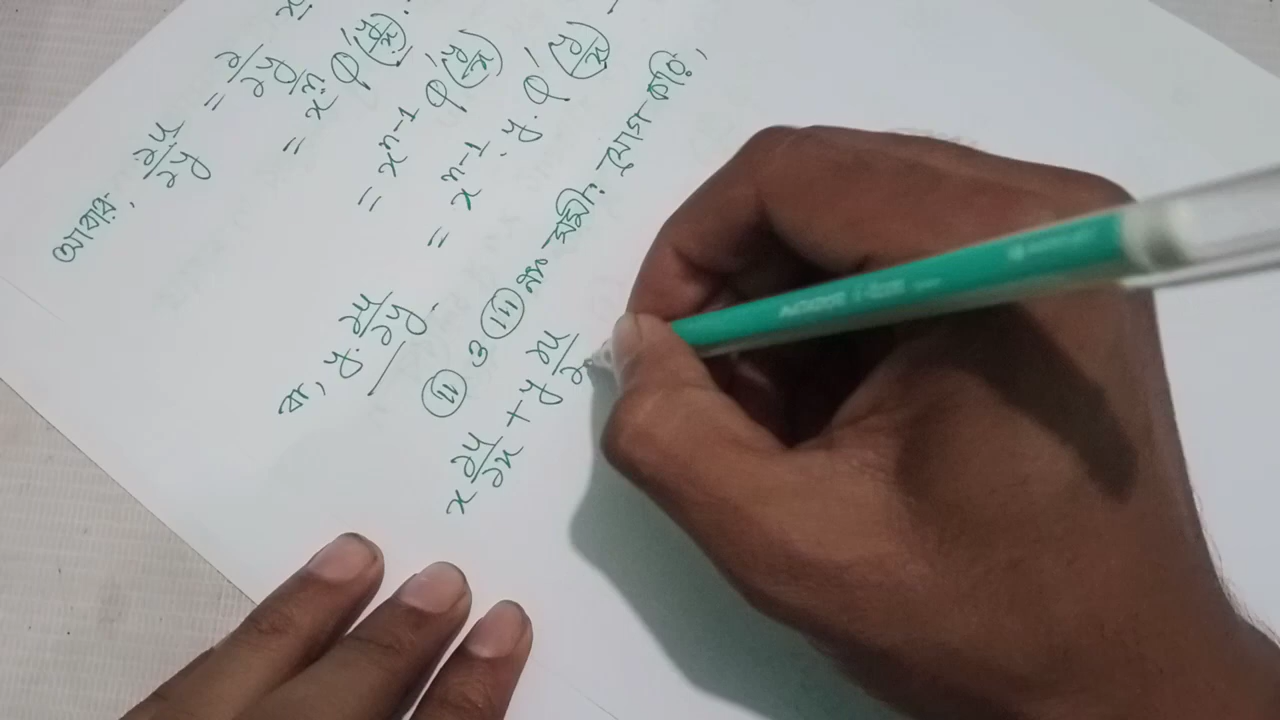 x
আবার, ∂u/∂y = ∂/∂y
= xⁿ. φ′(y/x).
= xⁿ⁻¹ φ′(y/x)
বা, y. ∂u/∂y = xⁿ⁻¹. y. φ′(y/x) -
(ii) ও (iii) নং সমী: যোগ করি,
x ∂u/∂x + y ∂u/∂